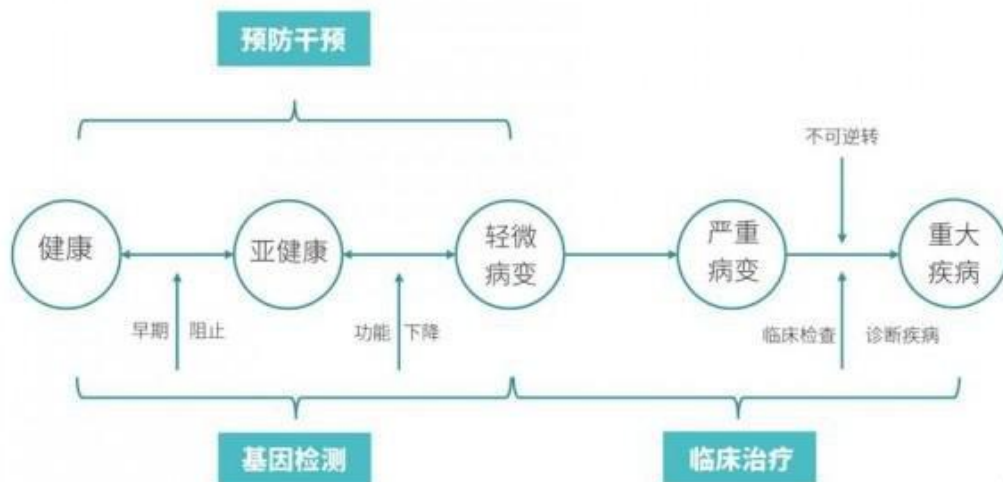 预防干预
不可逆转
健康
亚健康
轻微
病变
严重
病变
重大
疾病
早期 阻止
功能 下降
临床检查 诊断疾病
基因检测
临床治疗